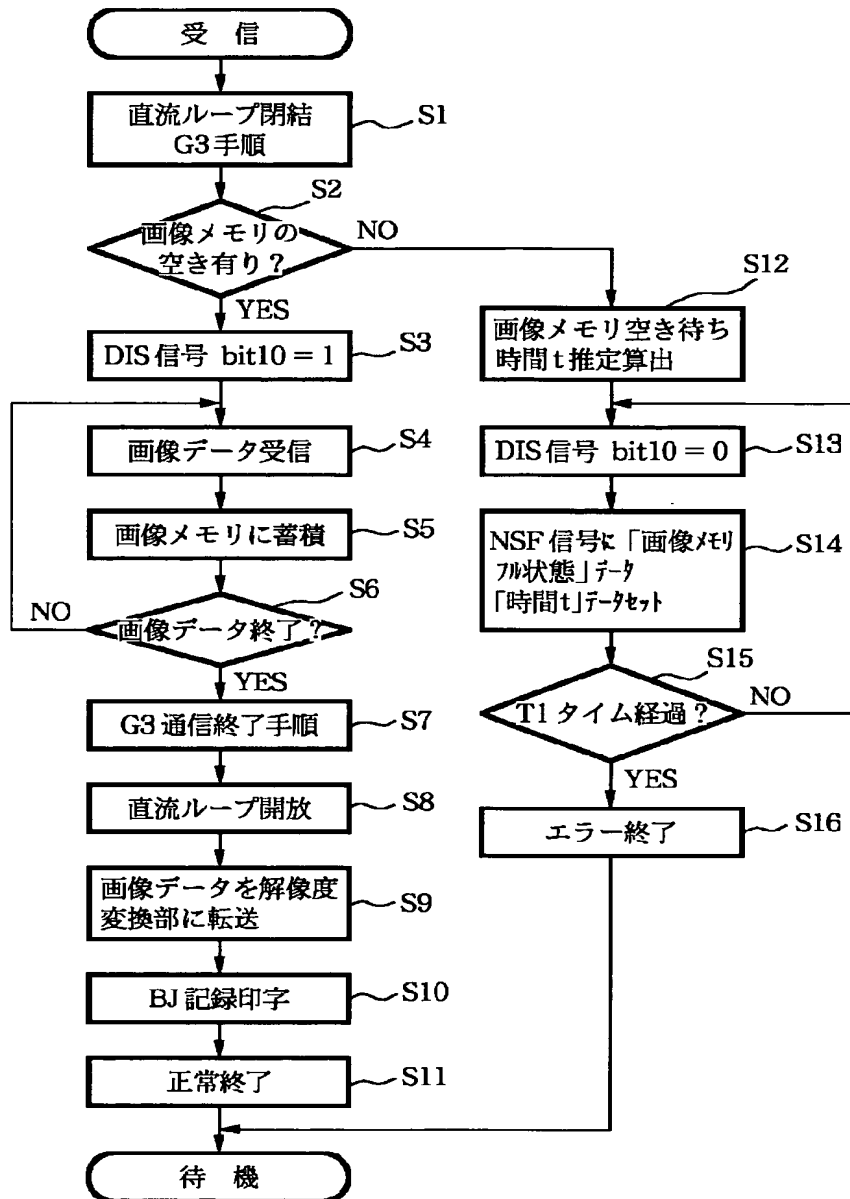 受 信
直流ループ閉結
G3手順
S1
S2
画像メモリの
空き有り？
NO
YES
DIS信号 bit10 = 1
S3
画像データ受信
S4
画像メモリに蓄積
S5
S6
NO
画像データ終了？
YES
G3通信終了手順
S7
直流ループ開放
S8
画像データを解像度
変換部に転送
S9
BJ記録印字
S10
正常終了
S11
待 機
S12
画像メモリ空き待ち
時間t推定算出
DIS信号 bit10 = 0
S13
NSF信号に「画像メモリ
フル状態」データ
「時間t」データセット
S14
S15
T1タイム経過？
NO
YES
エラー終了
S16